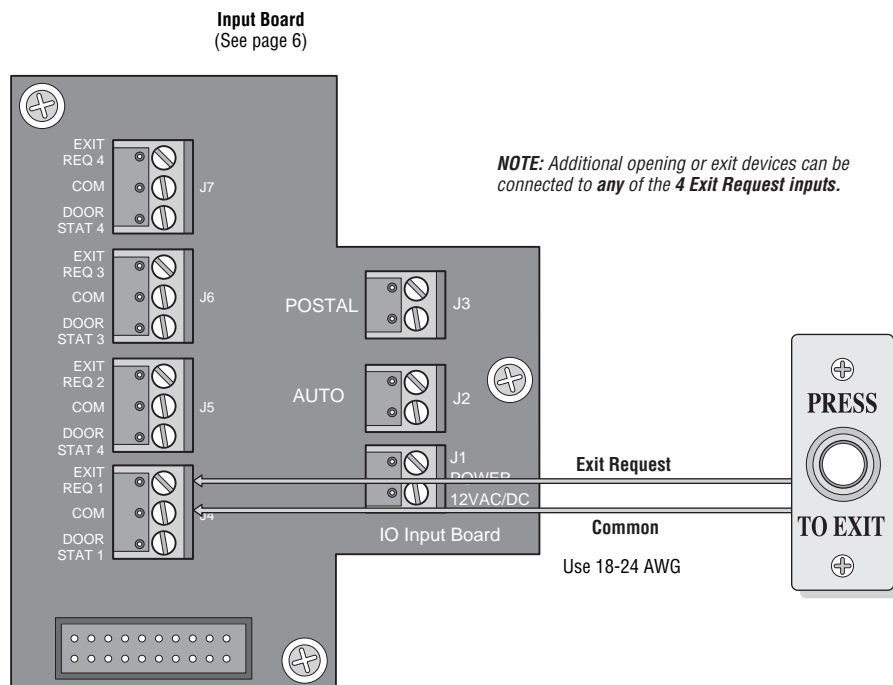 Input Board
(See page 6)
EXIT
REQ 4
COM
DOOR
STAT 4
J7
EXIT
REQ 3
COM
DOOR
STAT 3
J6
EXIT
REQ 2
COM
DOOR
STAT 4
J5
EXIT
REQ 1
COM
DOOR
STAT 1
J4
POSTAL
J3
AUTO
J2
J1
POWER
12VAC/DC
IO Input Board
NOTE: Additional opening or exit devices can be
connected to any of the 4 Exit Request inputs.
Exit Request
Common
Use 18-24 AWG
PRESS
TO EXIT